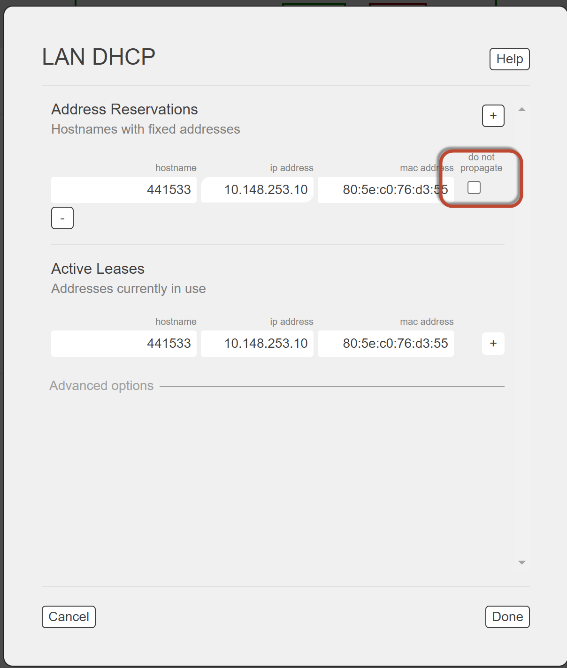 LAN DHCP
Help
Address Reservations
+
Hostnames with fixed addresses
do not
hostname ip address mac address propagate
441533 10.148.253.10 80:5e:c0:76:d3:55
-
Active Leases
Addresses currently in use
hostname ip address mac address
441533 10.148.253.10 80:5e:c0:76:d3:55 +
Advanced options
Cancel Done